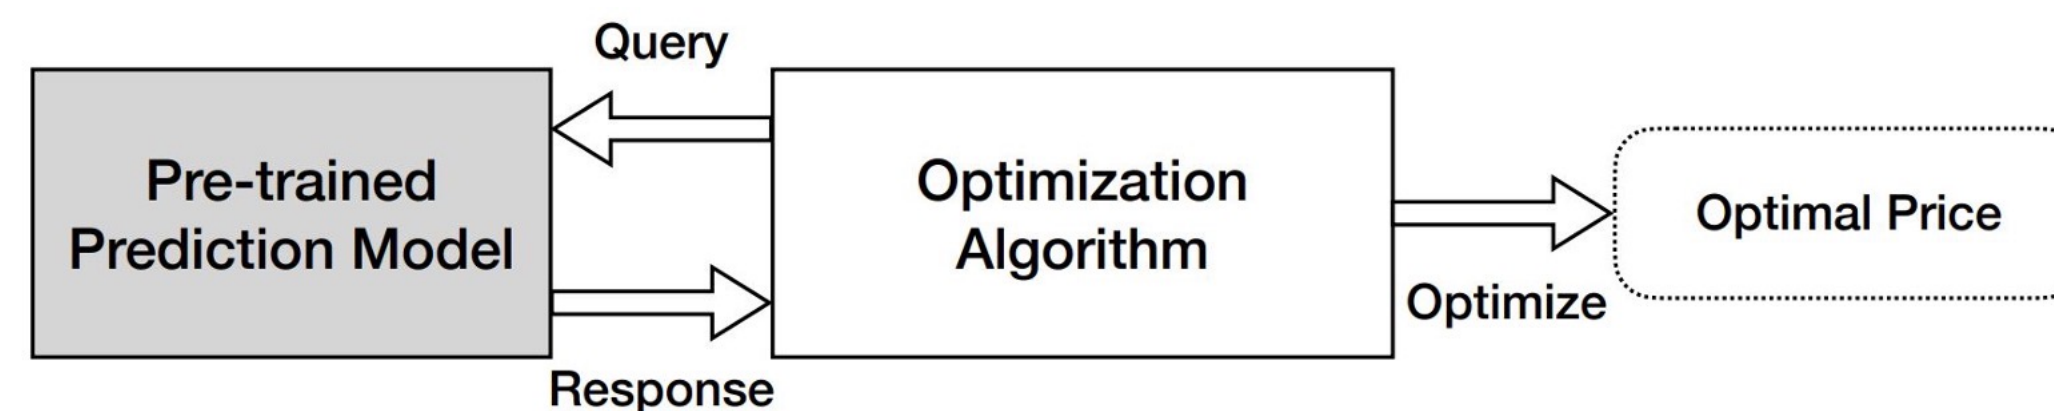 Query
Pre-trained
Prediction Model
Optimization
Algorithm
Optimal Price
Optimize
Response